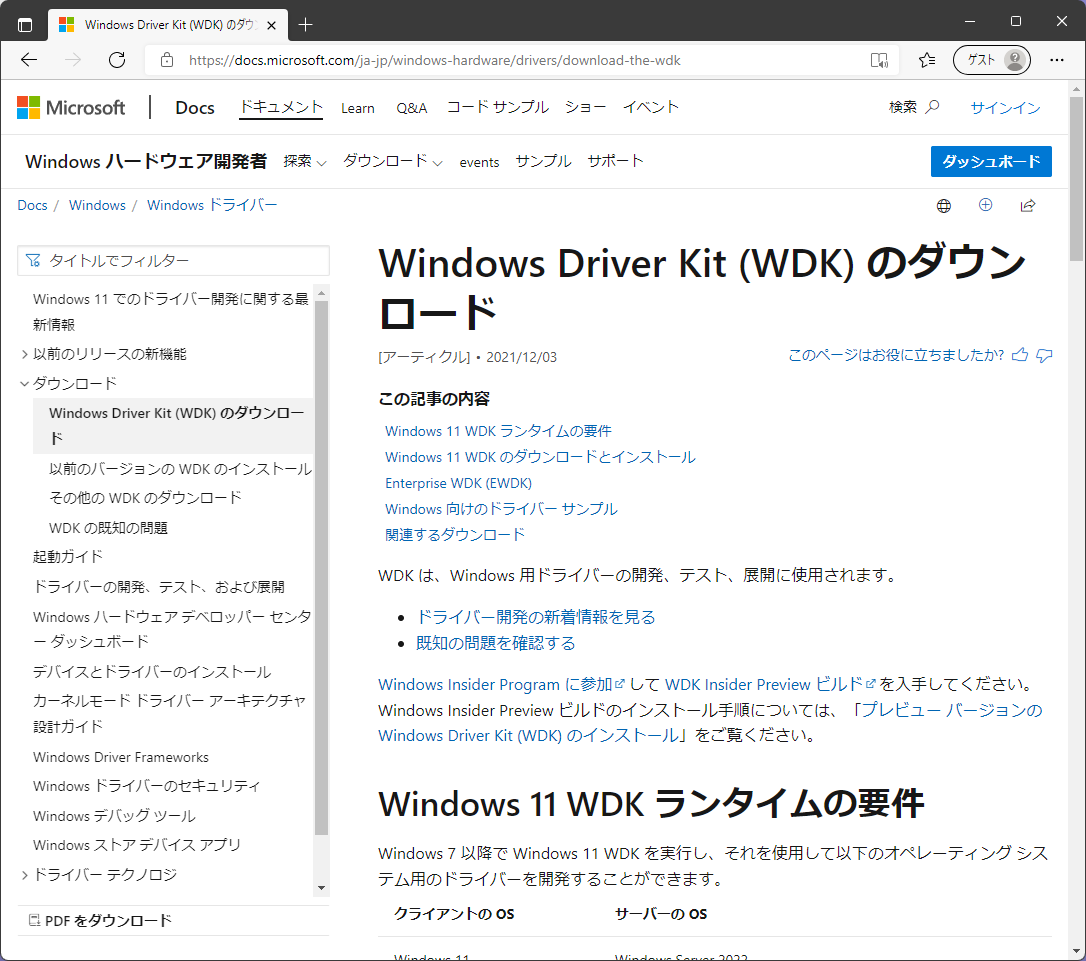 Windows Driver Kit (WDK) のダウ
https://docs.microsoft.com/ja-jp/windows-hardware/drivers/download-the-wdk
ゲスト
Microsoft
Docs ドキュメント Learn Q&A コード サンプル ショー イベント 検索 サインイン
Windows ハードウェア開発者 探索 ダウンロード events サンプル サポート ダッシュボード
Docs / Windows / Windows ドライバー
タイトルでフィルター
Windows 11 でのドライバー開発に関する最
新情報
以前のリリースの新機能
ダウンロード
Windows Driver Kit (WDK) のダウンロー
ド
以前のバージョンの WDK のインストール
その他の WDK のダウンロード
WDK の既知の問題
起動ガイド
ドライバーの開発、テスト、および展開
Windows ハードウェア デベロッパー センタ
ー ダッシュボード
デバイスとドライバーのインストール
カーネルモード ドライバー アーキテクチャ
設計ガイド
Windows Driver Frameworks
Windows ドライバーのセキュリティ
Windows デバッグ ツール
Windows ストア デバイス アプリ
ドライバー テクノロジ
PDF をダウンロード
Windows Driver Kit (WDK) のダウン
ロード
[アーティクル] • 2021/12/03
このページはお役に立ちましたか?
この記事の内容
Windows 11 WDK ランタイムの要件
Windows 11 WDK のダウンロードとインストール
Enterprise WDK (EWDK)
Windows 向けのドライバー サンプル
関連するダウンロード
WDK は、Windows 用ドライバーの開発、テスト、展開に使用されます。
• ドライバー開発の新着情報を見る
• 既知の問題を確認する
Windows Insider Program に参加 して WDK Insider Preview ビルド を入手してください。
Windows Insider Preview ビルドのインストール手順については、「プレビュー バージョンの
Windows Driver Kit (WDK) のインストール」をご覧ください。
Windows 11 WDK ランタイムの要件
Windows 7 以降で Windows 11 WDK を実行し、それを使用して以下のオペレーティング シス
テム用のドライバーを開発することができます。
クライアントの OS サーバーの OS
Windows 11 Windows Server 2022